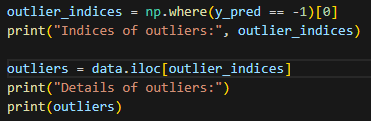 outlier_indices = np.where(y_pred == -1)[0]
print("Indices of outliers:", outlier_indices)
outliers = data.iloc[outlier_indices]
print("Details of outliers:")
print(outliers)